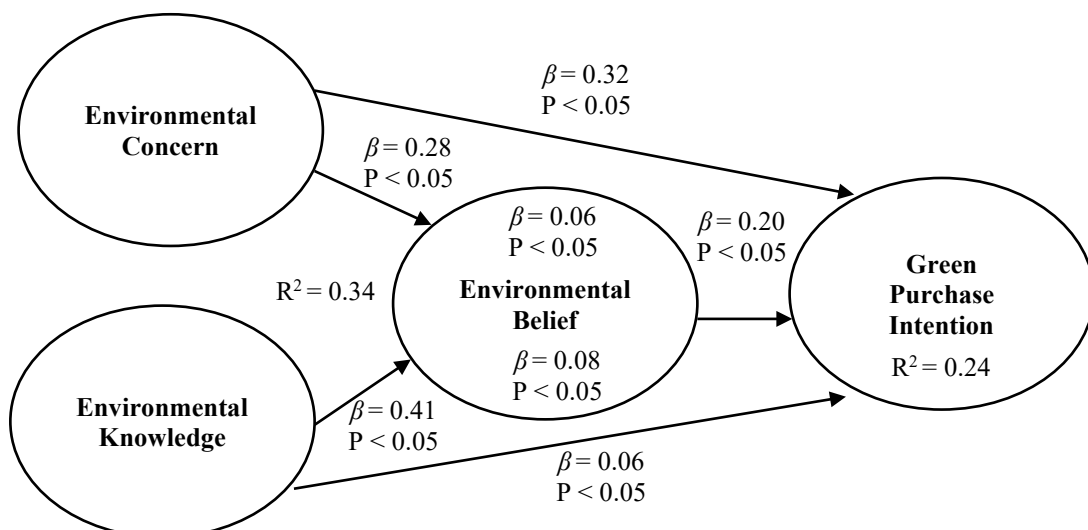 Environmental
Concern
β = 0.32
P < 0.05
β = 0.28
P < 0.05
β = 0.06
P < 0.05
Environmental
Belief
β = 0.08
P < 0.05
R² = 0.34
β = 0.20
P < 0.05
Green
Purchase
Intention
R² = 0.24
Environmental
Knowledge
β = 0.41
P < 0.05
β = 0.06
P < 0.05